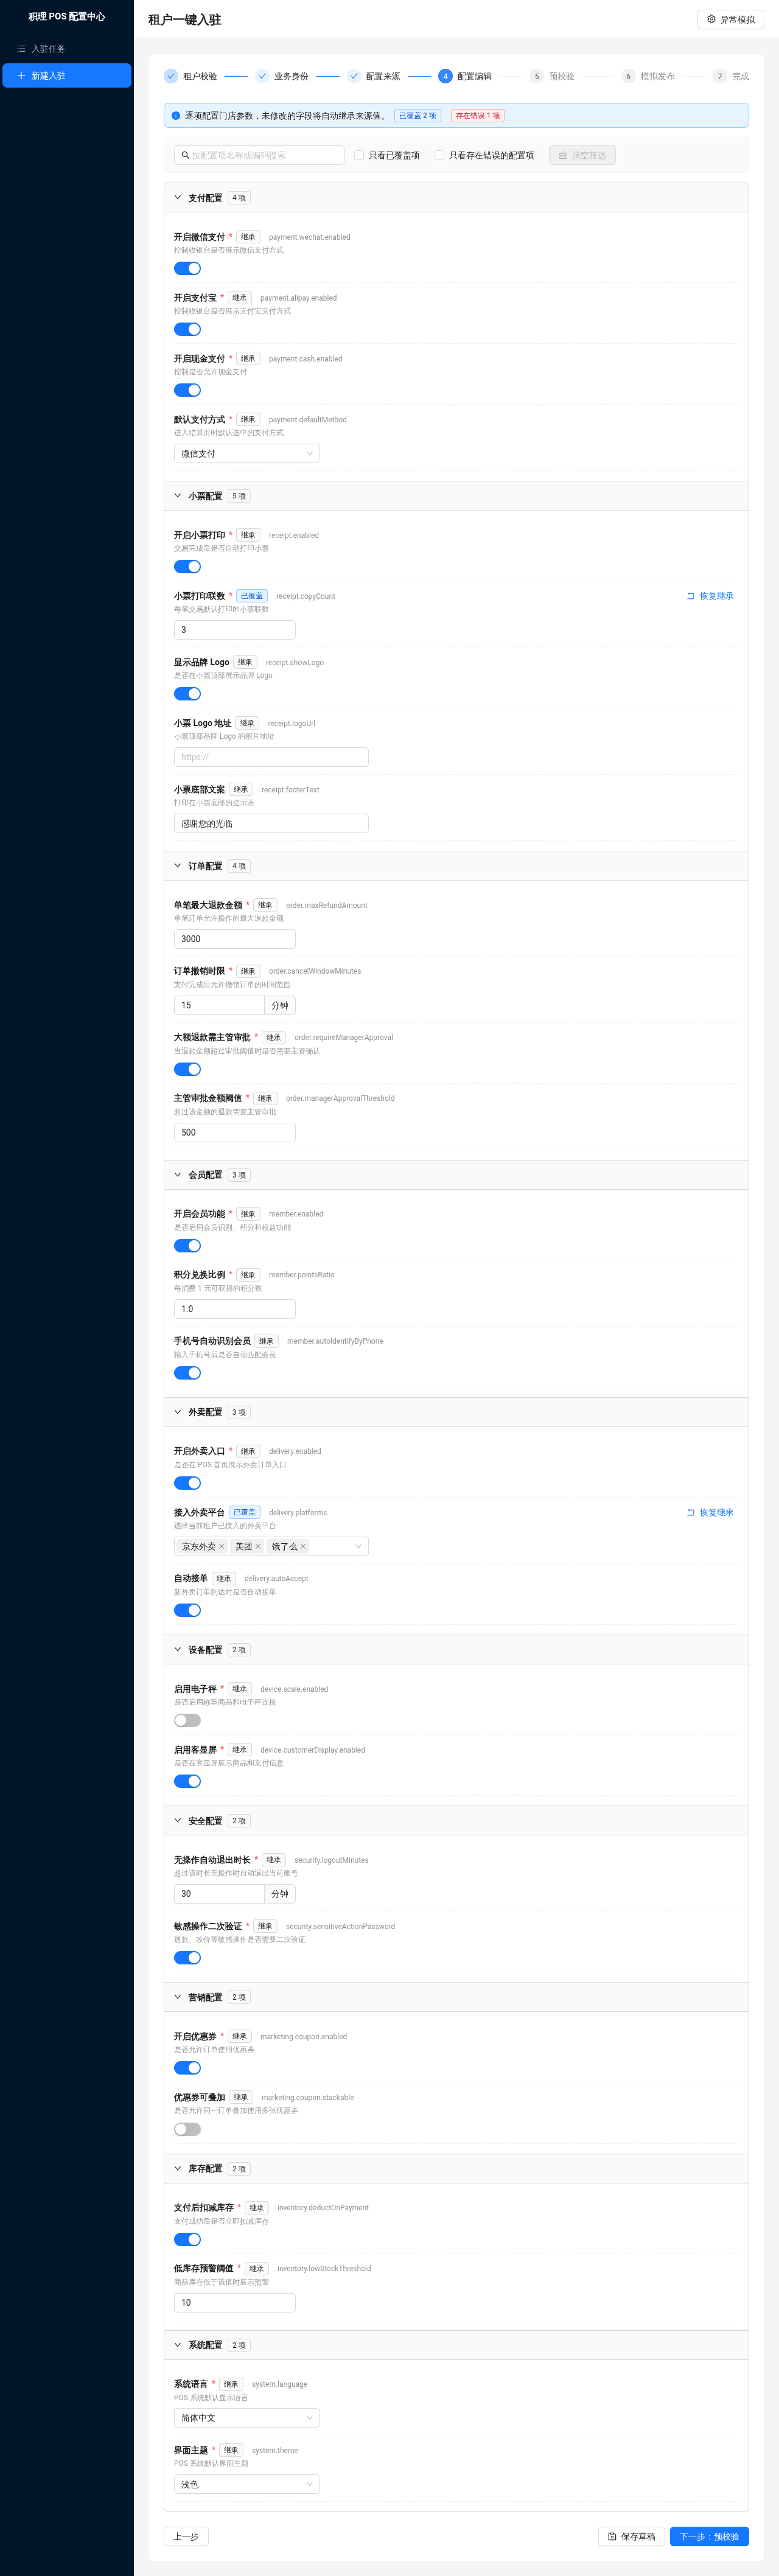 积理 POS 配置中心
入驻任务
新建入驻
租户一键入驻
异常模拟
租户校验
业务身份
配置来源
4 配置编辑
5 预校验
6 模拟发布
7 完成
逐项配置门店参数，未修改的字段将自动继承来源值。 已覆盖 2 项 存在错误 1 项
按配置项名称或编码搜索 只看已覆盖项 只看存在错误的配置项 清空筛选
支付配置 4 项
开启微信支付 * 继承 payment.wechat.enabled
控制收银台是否展示微信支付方式
开启支付宝 * 继承 payment.alipay.enabled
控制收银台是否展示支付宝支付方式
开启现金支付 * 继承 payment.cash.enabled
控制是否允许现金支付
默认支付方式 * 继承 payment.defaultMethod
进入结算页时默认选中的支付方式
微信支付
小票配置 5 项
开启小票打印 * 继承 receipt.enabled
交易完成后是否自动打印小票
小票打印联数 * 已覆盖 receipt.copyCount 恢复继承
每笔交易默认打印的小票联数
3
显示品牌 Logo 继承 receipt.showLogo
是否在小票顶部展示品牌 Logo
小票 Logo 地址 继承 receipt.logoUrl
小票顶部品牌 Logo 的图片地址
https://
小票底部文案 继承 receipt.footerText
打印在小票底部的提示语
感谢您的光临
订单配置 4 项
单笔最大退款金额 * 继承 order.maxRefundAmount
单笔订单允许操作的最大退款金额
3000
订单撤销时限 * 继承 order.cancelWindowMinutes
支付完成后允许撤销订单的时间范围
15 分钟
大额退款需主管审批 * 继承 order.requireManagerApproval
当退款金额超过审批阈值时是否需要主管确认
主管审批金额阈值 * 继承 order.managerApprovalThreshold
超过该金额的退款需要主管审批
500
会员配置 3 项
开启会员功能 * 继承 member.enabled
是否启用会员识别、积分和权益功能
积分兑换比例 * 继承 member.pointsRatio
每消费 1 元可获得的积分数
1.0
手机号自动识别会员 继承 member.autoIdentifyByPhone
输入手机号后是否自动匹配会员
外卖配置 3 项
开启外卖入口 * 继承 delivery.enabled
是否在 POS 首页展示外卖订单入口
接入外卖平台 已覆盖 delivery.platforms 恢复继承
选择当前租户已接入的外卖平台
京东外卖 美团 饿了么
自动接单 继承 delivery.autoAccept
新外卖订单到达时是否自动接单
设备配置 2 项
启用电子秤 * 继承 device.scale.enabled
是否启用称重商品和电子秤连接
启用客显屏 * 继承 device.customerDisplay.enabled
是否在客显屏展示商品和支付信息
安全配置 2 项
无操作自动退出时长 * 继承 security.logoutMinutes
超过该时长无操作时自动退出当前账号
30 分钟
敏感操作二次验证 * 继承 security.sensitiveActionPassword
退款、改价等敏感操作是否需要二次验证
营销配置 2 项
开启优惠券 * 继承 marketing.coupon.enabled
是否允许订单使用优惠券
优惠券可叠加 继承 marketing.coupon.stackable
是否允许同一订单叠加使用多张优惠券
库存配置 2 项
支付后扣减库存 * 继承 inventory.deductOnPayment
支付成功后是否立即扣减库存
低库存预警阈值 * 继承 inventory.lowStockThreshold
商品库存低于该值时展示预警
10
系统配置 2 项
系统语言 * 继承 system.language
POS 系统默认显示语言
简体中文
界面主题 * 继承 system.theme
POS 系统默认界面主题
浅色
上一步 保存草稿 下一步：预校验